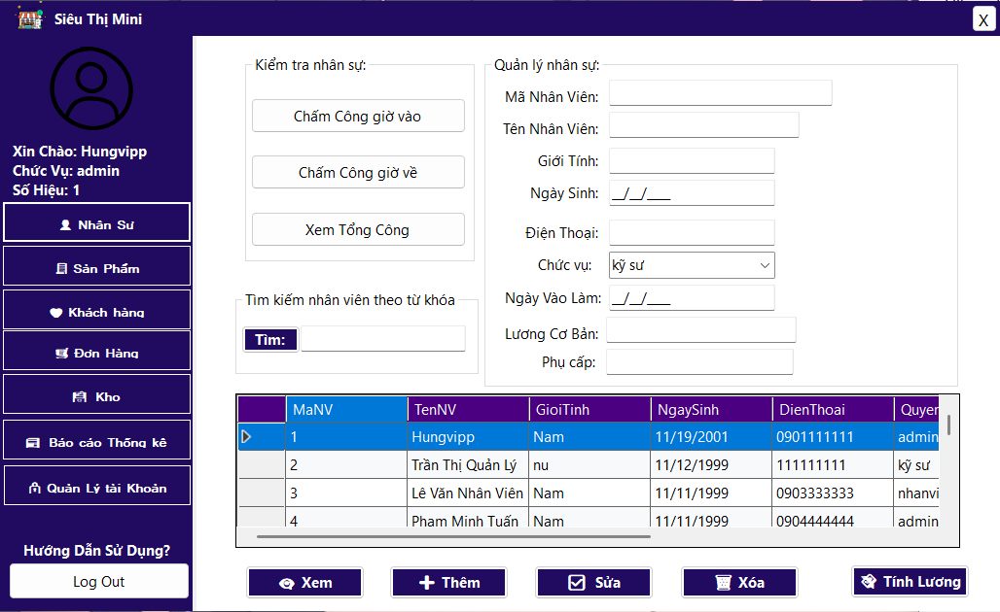 Siêu Thị Mini
X
Xin Chào: Hungvipp
Chức Vụ: admin
Số Hiệu: 1
Nhân Sự
Sản Phẩm
Khách hàng
Đơn Hàng
Kho
Báo cáo Thống kê
Quản Lý tài Khoản
Hướng Dẫn Sử Dụng?
Log Out
Kiểm tra nhân sự:
Chấm Công giờ vào
Chấm Công giờ về
Xem Tổng Công
Tìm kiếm nhân viên theo từ khóa
Tìm:
Quản lý nhân sự:
Mã Nhân Viên:
Tên Nhân Viên:
Giới Tính:
Ngày Sinh: __/__/____
Điện Thoại:
Chức vụ: kỹ sư
Ngày Vào Làm: __/__/____
Lương Cơ Bản:
Phụ cấp:
MaNV TenNV GioiTinh NgaySinh DienThoai Quyen
1 Hungvipp Nam 11/19/2001 0901111111 admin
2 Trần Thị Quản Lý nu 11/12/1999 111111111 kỹ sư
3 Lê Văn Nhân Viên Nam 11/11/1999 0903333333 nhanvi
4 Phạm Minh Tuấn Nam 11/11/1999 0904444444 admin
Xem
Thêm
Sửa
Xóa
Tính Lương